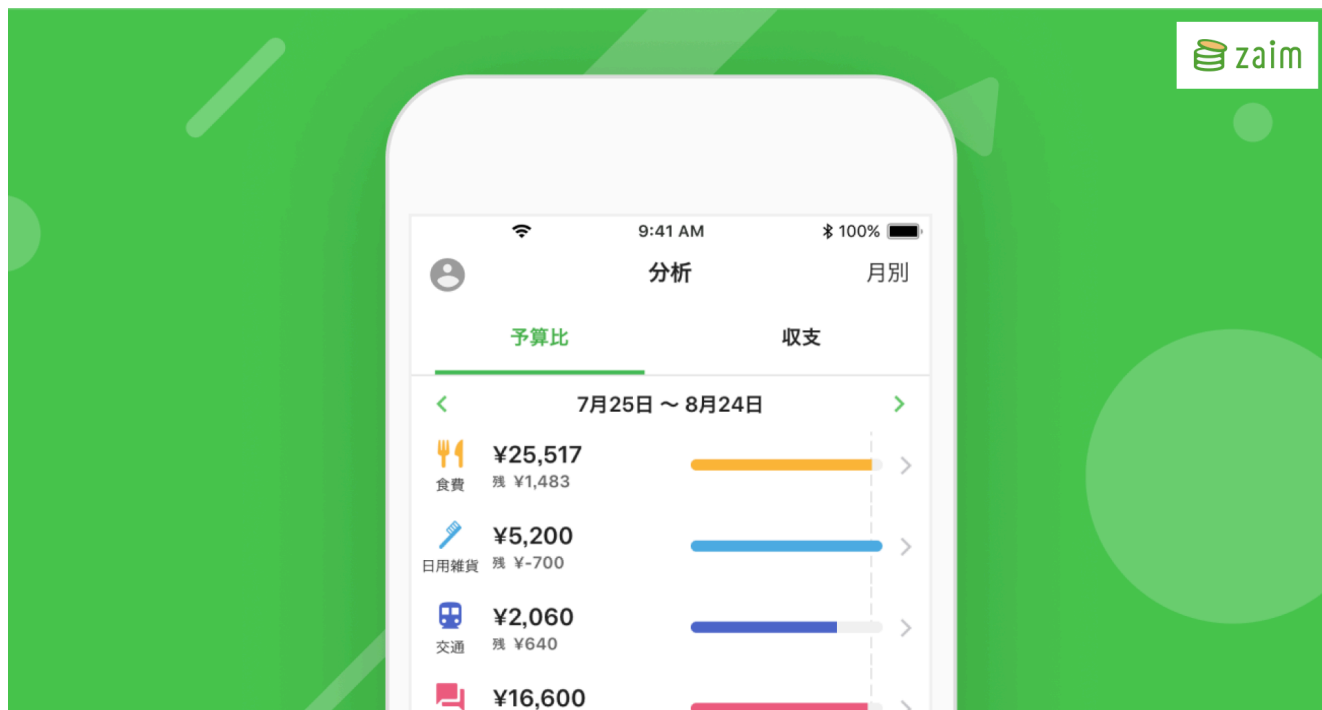 zaim
9:41 AM 100%
分析 月別
予算比 収支
7月25日 〜 8月24日
¥25,517
食費 残 ¥1,483
¥5,200
日用雑貨 残 ¥-700
¥2,060
交通 残 ¥640
¥16,600